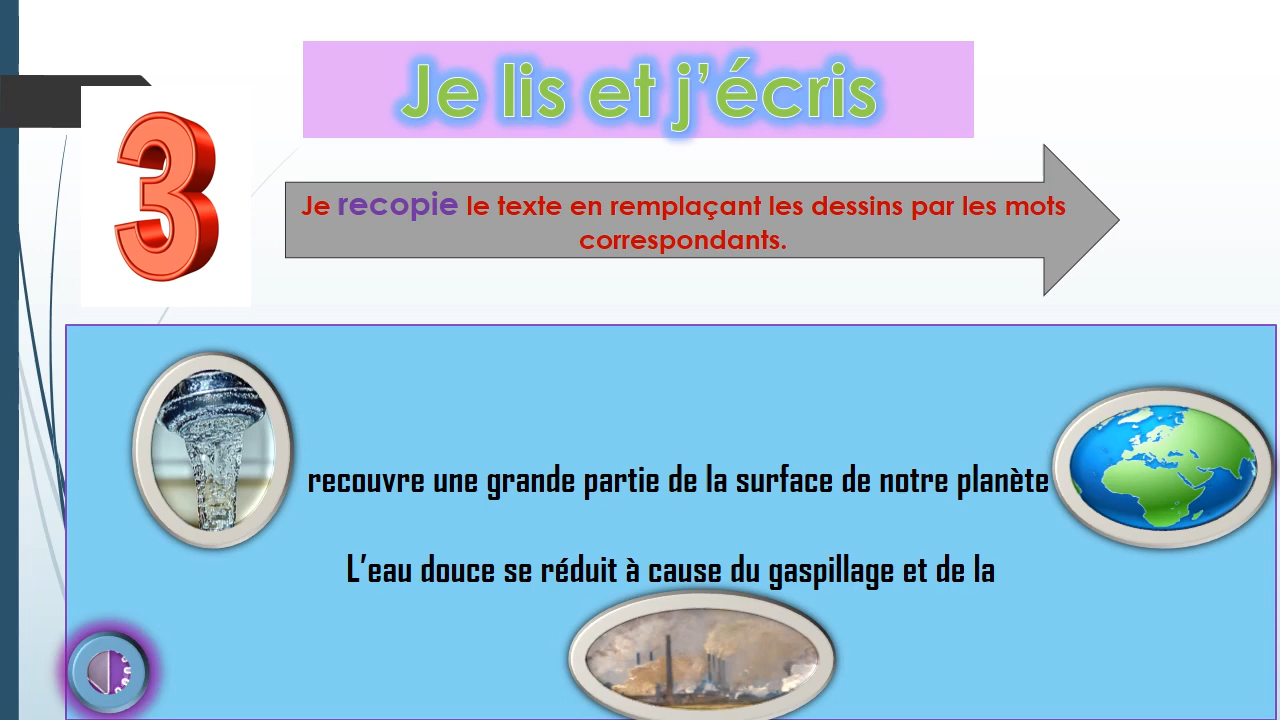 Je lis et j’écris
3
Je recopie le texte en remplaçant les dessins par les mots
correspondants.
recouvre une grande partie de la surface de notre planète
L’eau douce se réduit à cause du gaspillage et de la